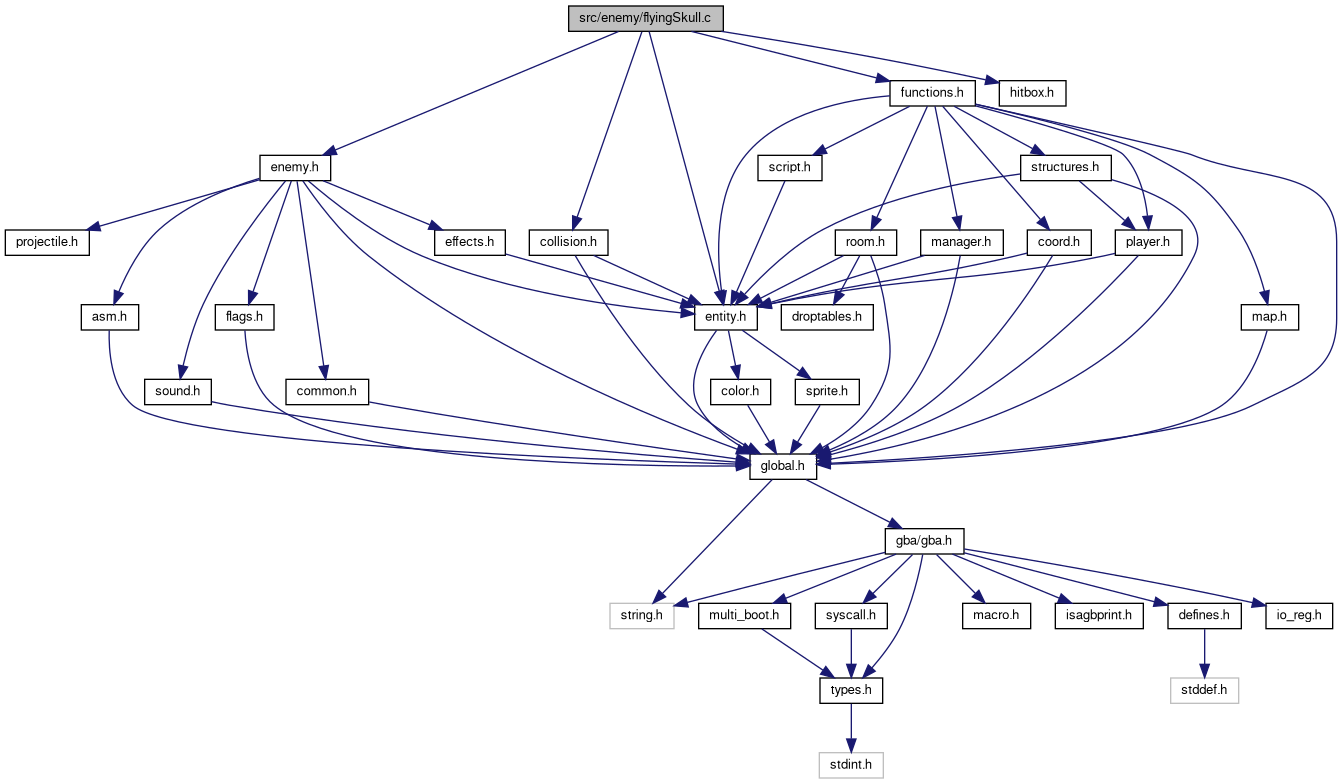 src/enemy/flyingSkull.c
functions.h
hitbox.h
enemy.h
script.h
structures.h
projectile.h
effects.h
collision.h
room.h
manager.h
coord.h
player.h
asm.h
flags.h
entity.h
droptables.h
map.h
sound.h
common.h
color.h
sprite.h
global.h
gba/gba.h
string.h
multi_boot.h
syscall.h
macro.h
isagbprint.h
defines.h
io_reg.h
types.h
stddef.h
stdint.h